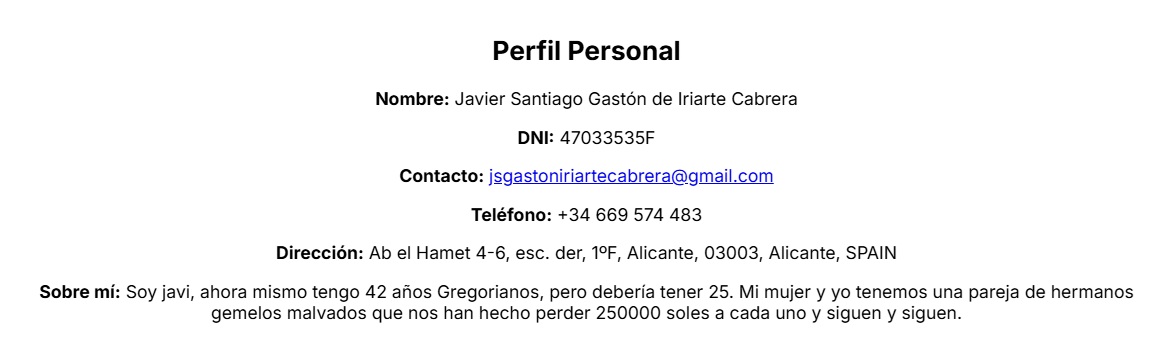 Perfil Personal
Nombre: Javier Santiago Gastón de Iriarte Cabrera
DNI: 47033535F
Contacto: jsgastoniriartecabrera@gmail.com
Teléfono: +34 669 574 483
Dirección: Ab el Hamet 4-6, esc. der, 1ºF, Alicante, 03003, Alicante, SPAIN
Sobre mí: Soy javi, ahora mismo tengo 42 años Gregorianos, pero debería tener 25. Mi mujer y yo tenemos una pareja de hermanos
gemelos malvados que nos han hecho perder 250000 soles a cada uno y siguen y siguen.